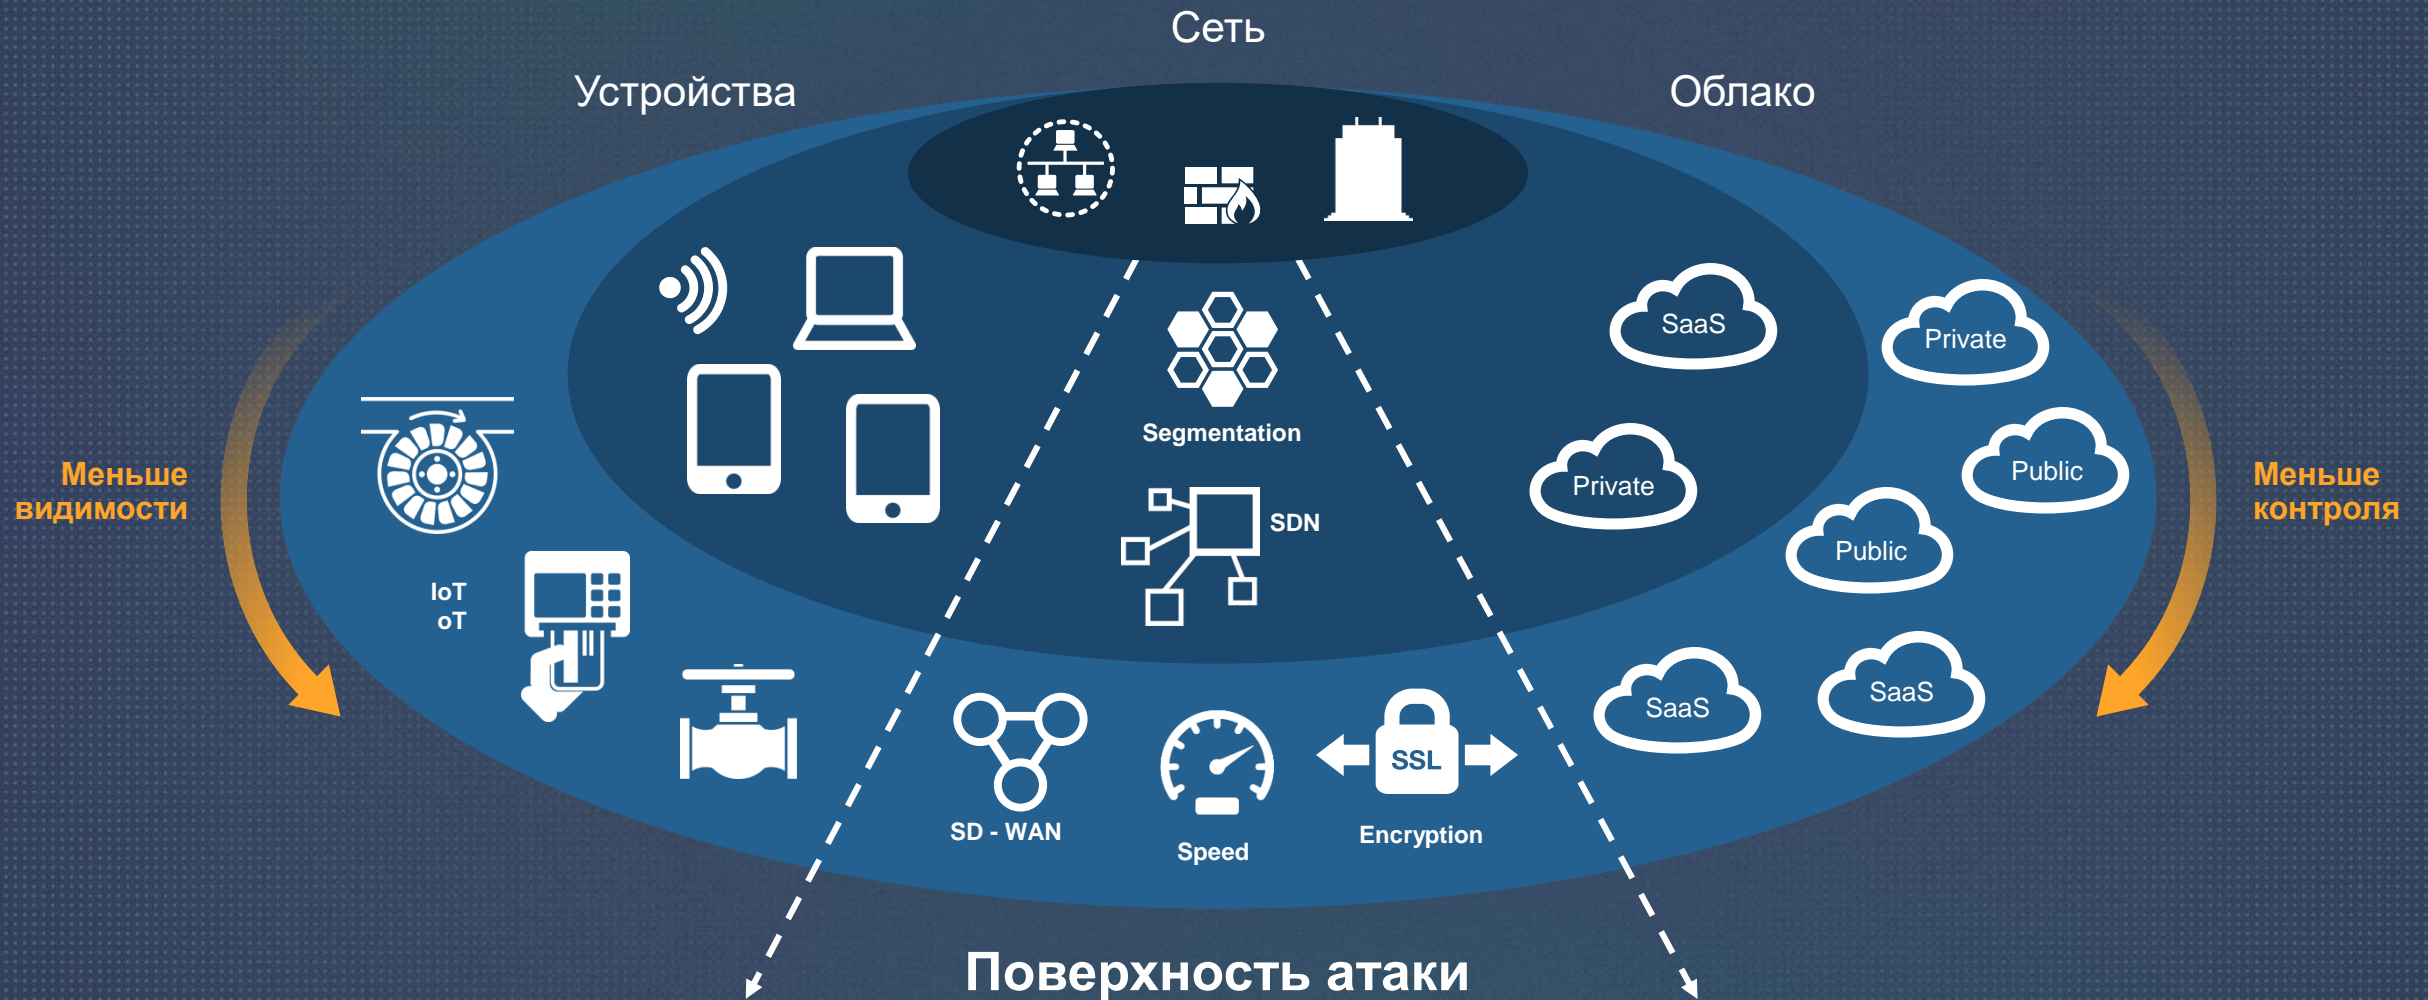 Сеть
Устройства
Облако
SaaS
Private
Segmentation
Меньше
видимости
Public
Меньше
контроля
Private
SDN
Public
IoT
oT
SaaS
SaaS
SSL
SD - WAN
Speed
Encryption
Поверхность атаки